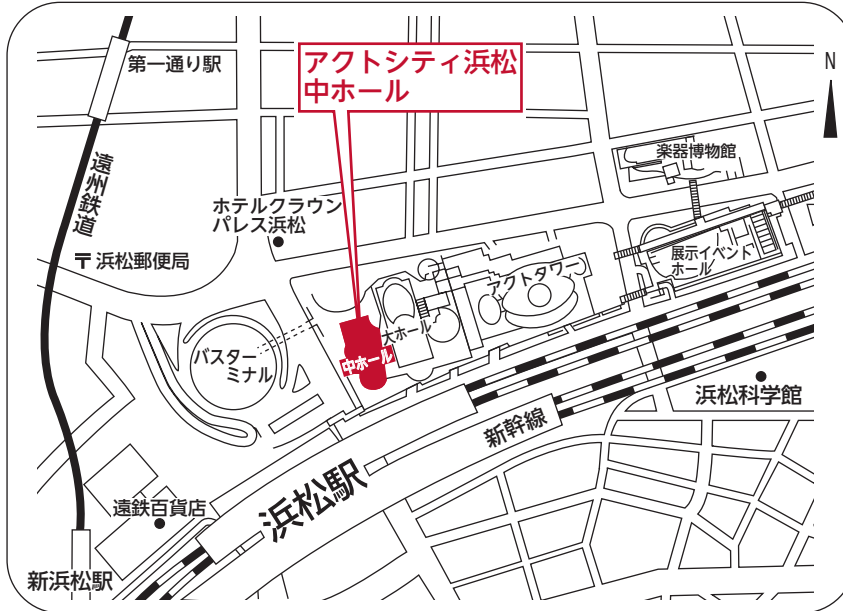 第一通り駅
アクトシティ浜松
中ホール
N
遠州鉄道
楽器博物館
ホテルクラウン
パレス浜松
〒浜松郵便局
展示イベント
ホール
アクトタワー
大ホール
中ホール
バスター
ミナル
浜松科学館
新幹線
浜松駅
遠鉄百貨店
新浜松駅